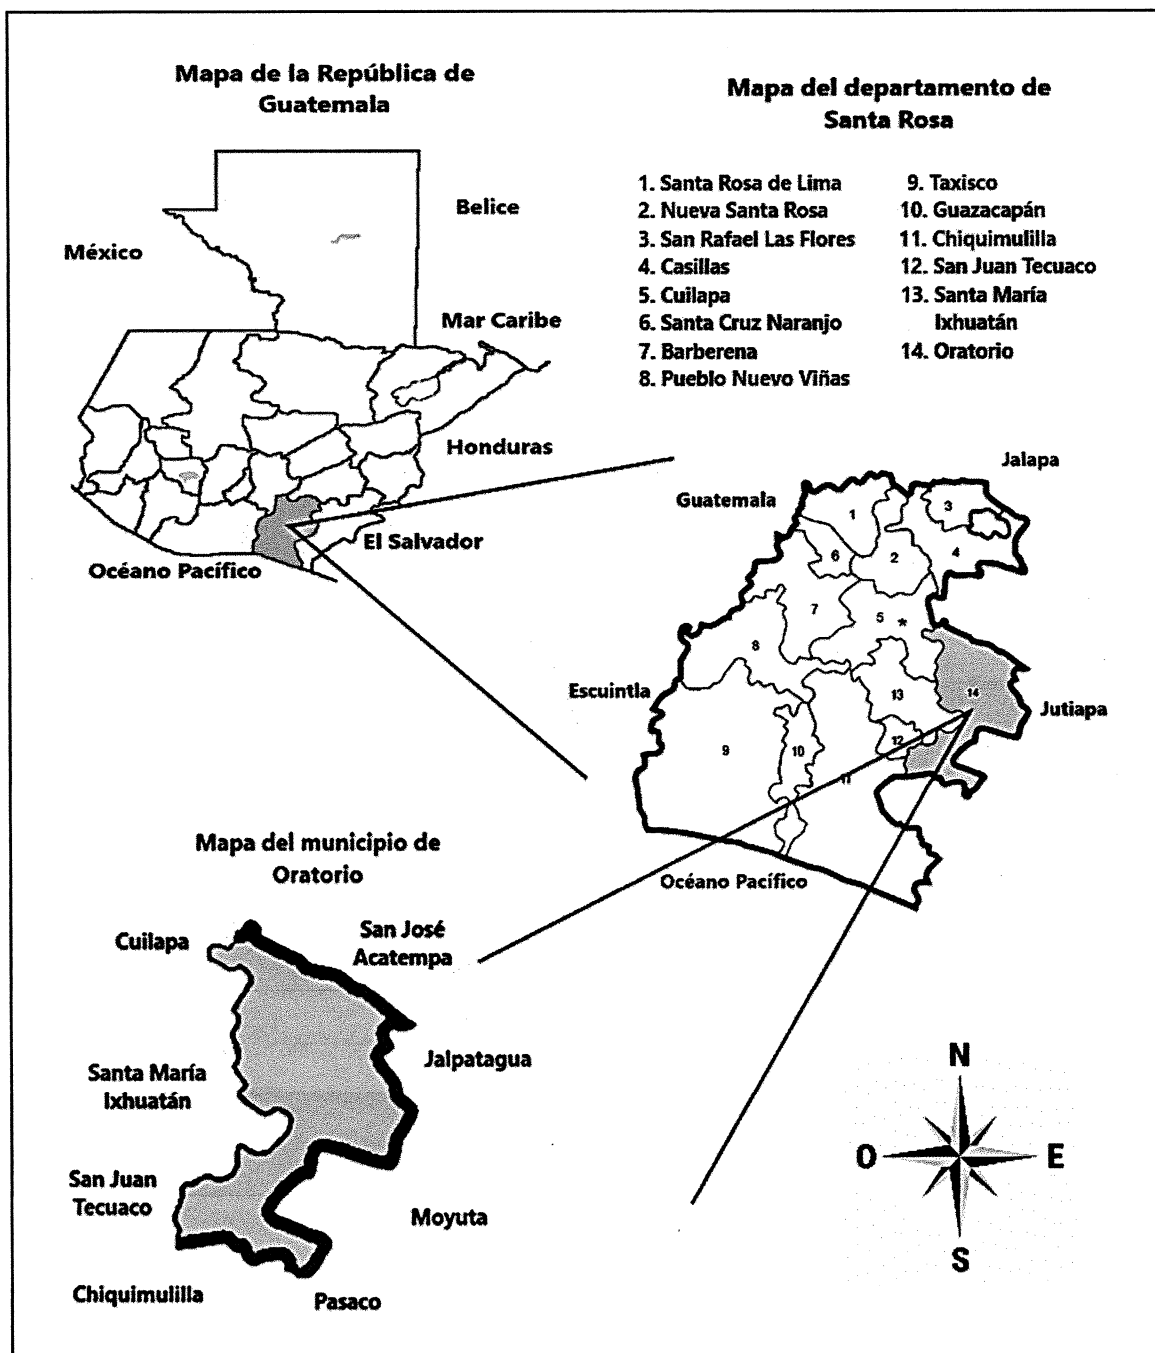 Mapa de la República de
Guatemala
México
Belice
Mar Caribe
Honduras
El Salvador
Océano Pacífico
Mapa del departamento de
Santa Rosa
1. Santa Rosa de Lima
2. Nueva Santa Rosa
3. San Rafael Las Flores
4. Casillas
5. Cuilapa
6. Santa Cruz Naranjo
7. Barberena
8. Pueblo Nuevo Viñas
9. Taxisco
10. Guazacapán
11. Chiquimulilla
12. San Juan Tecuaco
13. Santa María
Ixhuatán
14. Oratorio
Jalapa
Guatemala
1
3
6
2
4
7
5 *
8
Escuintla
13
14
Jutiapa
9
10
12
11
Océano Pacífico
Mapa del municipio de
Oratorio
Cuilapa
San José
Acatempa
Jalpatagua
Santa María
Ixhuatán
San Juan
Tecuaco
Moyuta
Chiquimulilla
Pasaco
N
O
E
S